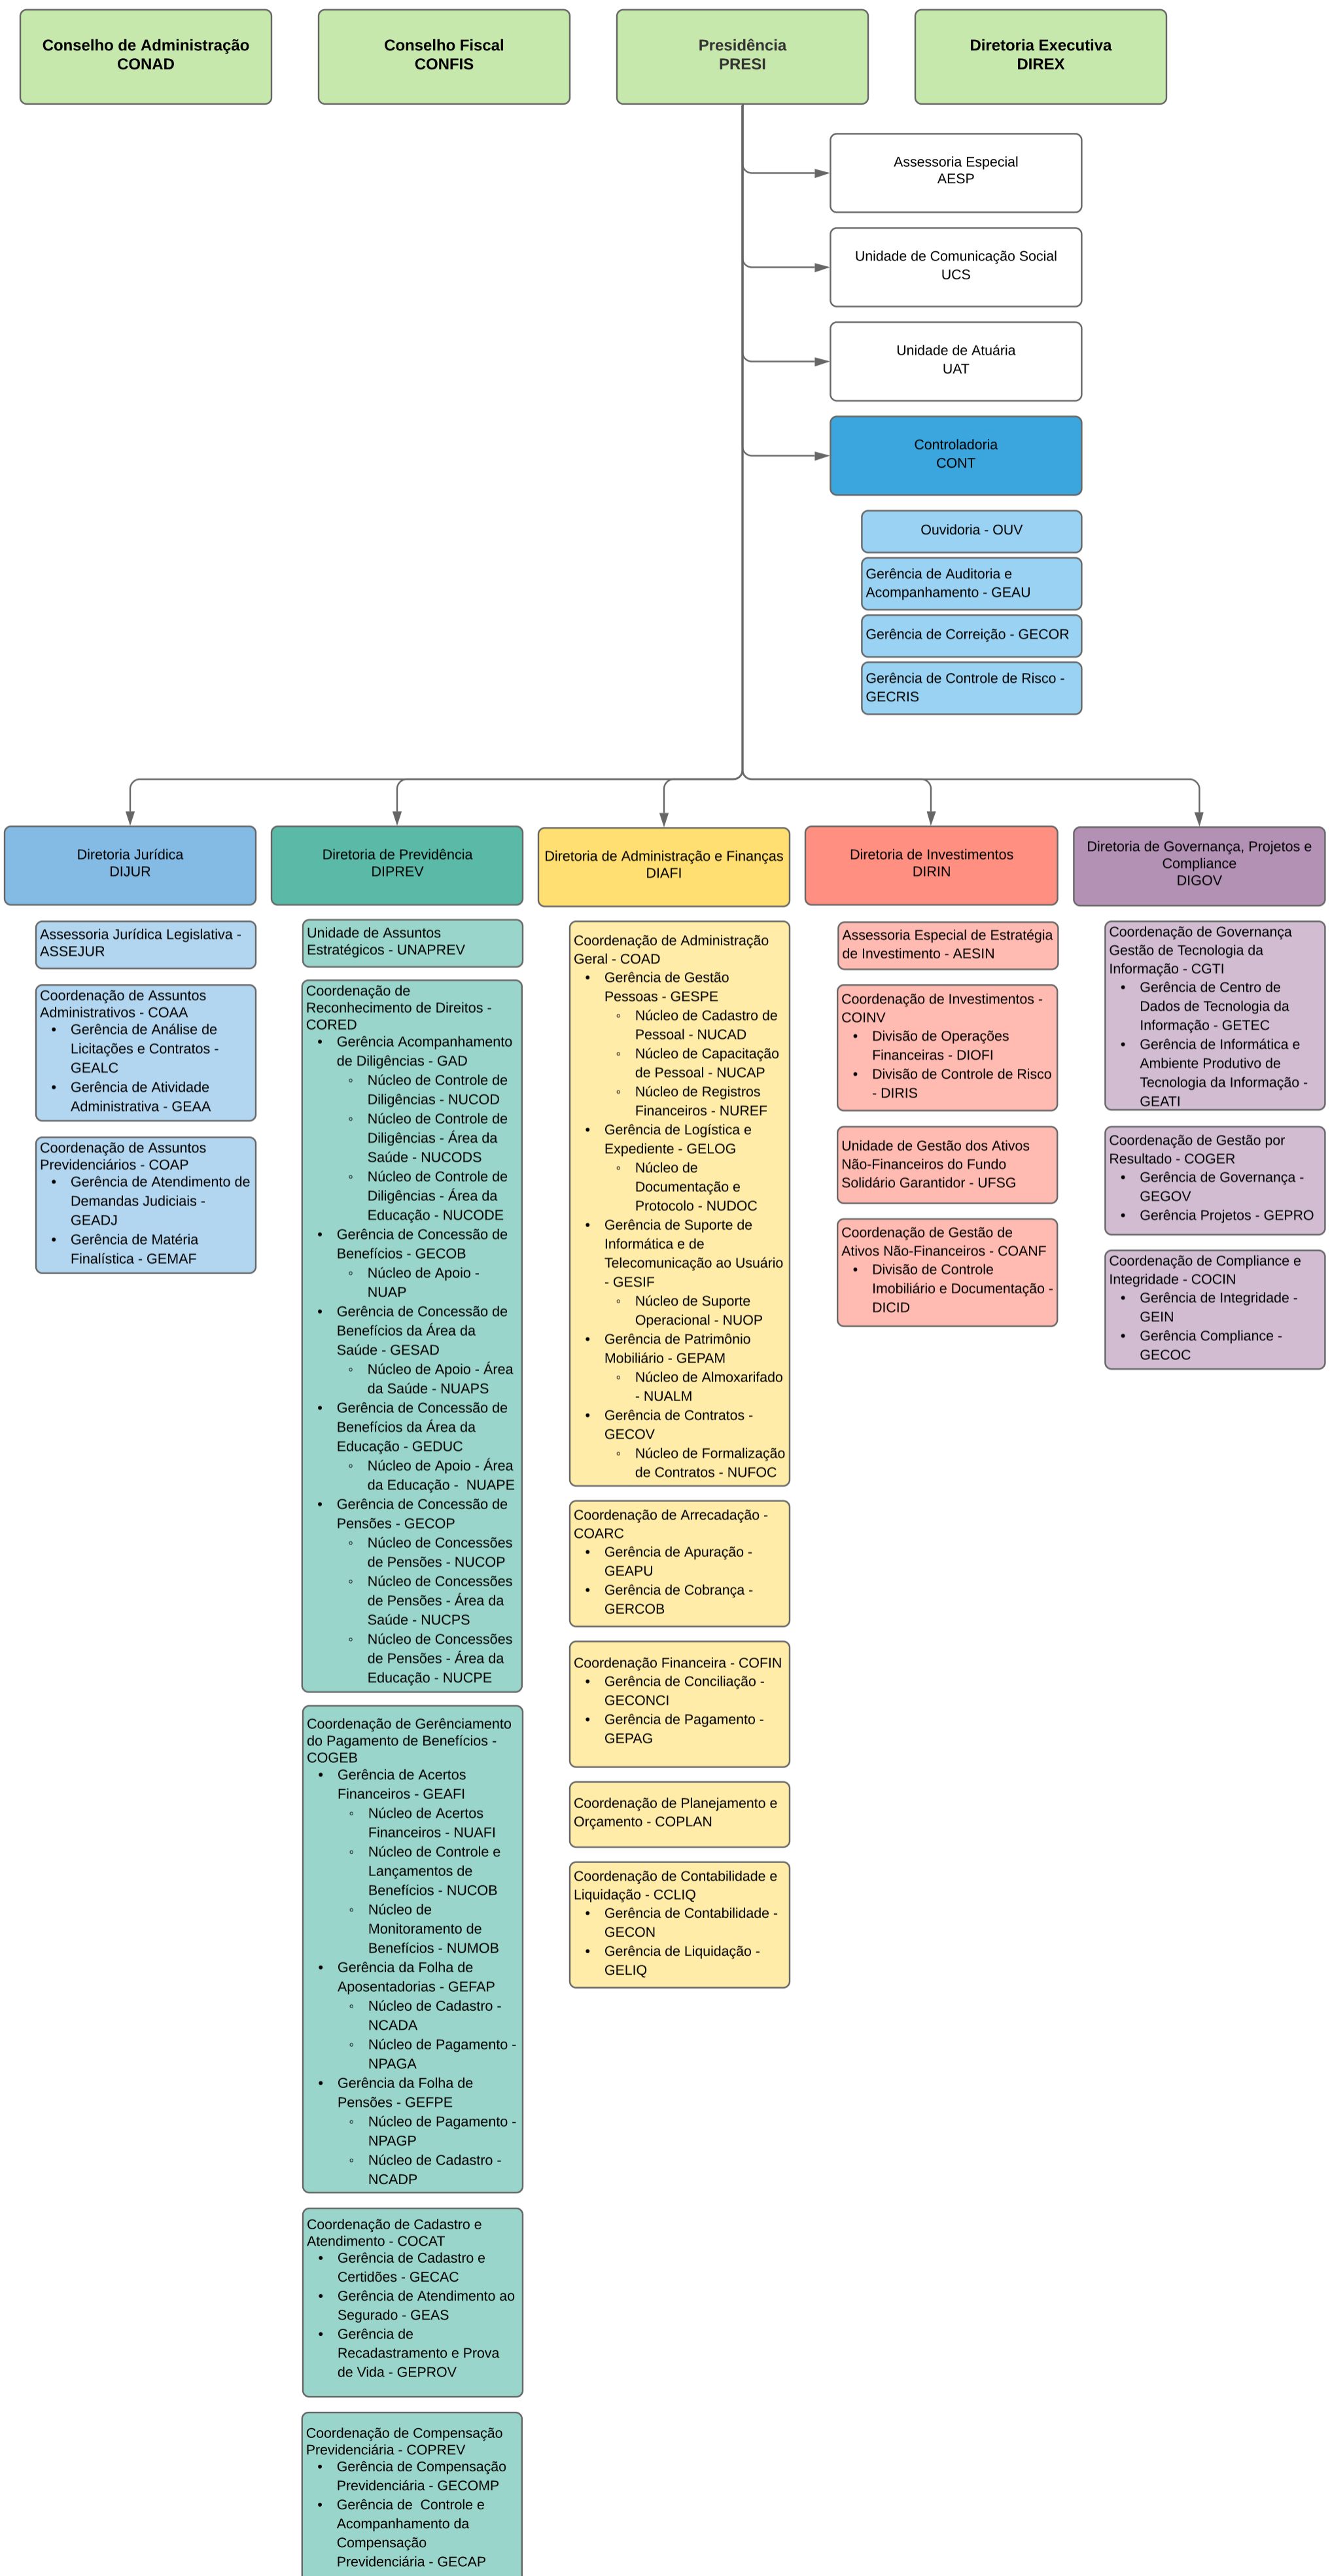 Conselho de Administração
CONAD
Conselho Fiscal
CONFIS
Presidência
PRESI
Diretoria Executiva
DIREX
Assessoria Especial
AESP
Unidade de Comunicação Social
UCS
Unidade de Atuária
UAT
Controladoria
CONT
Ouvidoria - OUV
Gerência de Auditoria e
Acompanhamento - GEAU
Gerência de Correição - GECOR
Gerência de Controle de Risco -
GECRIS
Diretoria Jurídica
DIJUR
Assessoria Jurídica Legislativa -
ASSEJUR
Coordenação de Assuntos
Administrativos - COAA
• Gerência de Análise de
Licitações e Contratos -
GEALC
• Gerência de Atividade
Administrativa - GEAA
Coordenação de Assuntos
Previdenciários - COAP
• Gerência de Atendimento de
Demandas Judiciais -
GEADJ
• Gerência de Matéria
Finalística - GEMAF
Diretoria de Previdência
DIPREV
Unidade de Assuntos
Estratégicos - UNAPREV
Coordenação de
Reconhecimento de Direitos -
CORED
• Gerência Acompanhamento
de Diligências - GAD
◦ Núcleo de Controle de
Diligências - NUCOD
◦ Núcleo de Controle de
Diligências - Área da
Saúde - NUCODS
◦ Núcleo de Controle de
Diligências - Área da
Educação - NUCODE
• Gerência de Concessão de
Benefícios - GECOB
◦ Núcleo de Apoio -
NUAP
• Gerência de Concessão de
Benefícios da Área da
Saúde - GESAD
◦ Núcleo de Apoio - Área
da Saúde - NUAPS
• Gerência de Concessão de
Benefícios da Área da
Educação - GEDUC
◦ Núcleo de Apoio - Área
da Educação -  NUAPE
• Gerência de Concessão de
Pensões - GECOP
◦ Núcleo de Concessões
de Pensões - NUCOP
◦ Núcleo de Concessões
de Pensões - Área da
Saúde - NUCPS
◦ Núcleo de Concessões
de Pensões - Área da
Educação - NUCPE
Coordenação de Gerênciamento
do Pagamento de Benefícios -
COGEB
• Gerência de Acertos
Financeiros - GEAFI
◦ Núcleo de Acertos
Financeiros - NUAFI
◦ Núcleo de Controle e
Lançamentos de
Benefícios - NUCOB
◦ Núcleo de
Monitoramento de
Benefícios - NUMOB
• Gerência da Folha de
Aposentadorias - GEFAP
◦ Núcleo de Cadastro -
NCADA
◦ Núcleo de Pagamento -
NPAGA
• Gerência da Folha de
Pensões - GEFPE
◦ Núcleo de Pagamento -
NPAGP
◦ Núcleo de Cadastro -
NCADP
Coordenação de Cadastro e
Atendimento - COCAT
• Gerência de Cadastro e
Certidões - GECAC
• Gerência de Atendimento ao
Segurado - GEAS
• Gerência de
Recadastramento e Prova
de Vida - GEPROV
Coordenação de Compensação
Previdenciária - COPREV
• Gerência de Compensação
Previdenciária - GECOMP
• Gerência de  Controle e
Acompanhamento da
Compensação
Previdenciária - GECAP
Diretoria de Administração e Finanças
DIAFI
Coordenação de Administração
Geral - COAD
• Gerência de Gestão
Pessoas - GESPE
◦ Núcleo de Cadastro de
Pessoal - NUCAD
◦ Núcleo de Capacitação
de Pessoal - NUCAP
◦ Núcleo de Registros
Financeiros - NUREF
• Gerência de Logística e
Expediente - GELOG
◦ Núcleo de
Documentação e
Protocolo - NUDOC
• Gerência de Suporte de
Informática e de
Telecomunicação ao Usuário
- GESIF
◦ Núcleo de Suporte
Operacional - NUOP
• Gerência de Patrimônio
Mobiliário - GEPAM
◦ Núcleo de Almoxarifado
- NUALM
• Gerência de Contratos -
GECOV
◦ Núcleo de Formalização
de Contratos - NUFOC
Coordenação de Arrecadação -
COARC
• Gerência de Apuração -
GEAPU
• Gerência de Cobrança -
GERCOB
Coordenação Financeira - COFIN
• Gerência de Conciliação -
GECONCI
• Gerência de Pagamento -
GEPAG
Coordenação de Planejamento e
Orçamento - COPLAN
Coordenação de Contabilidade e
Liquidação - CCLIQ
• Gerência de Contabilidade -
GECON
• Gerência de Liquidação -
GELIQ
Diretoria de Investimentos
DIRIN
Assessoria Especial de Estratégia
de Investimento - AESIN
Coordenação de Investimentos -
COINV
• Divisão de Operações
Financeiras - DIOFI
• Divisão de Controle de Risco
- DIRIS
Unidade de Gestão dos Ativos
Não-Financeiros do Fundo
Solidário Garantidor - UFSG
Coordenação de Gestão de
Ativos Não-Financeiros - COANF
• Divisão de Controle
Imobiliário e Documentação -
DICID
Diretoria de Governança, Projetos e
Compliance
DIGOV
Coordenação de Governança
Gestão de Tecnologia da
Informação - CGTI
• Gerência de Centro de
Dados de Tecnologia da
Informação - GETEC
• Gerência de Informática e
Ambiente Produtivo de
Tecnologia da Informação -
GEATI
Coordenação de Gestão por
Resultado - COGER
• Gerência de Governança -
GEGOV
• Gerência Projetos - GEPRO
Coordenação de Compliance e
Integridade - COCIN
• Gerência de Integridade -
GEIN
• Gerência Compliance -
GECOC